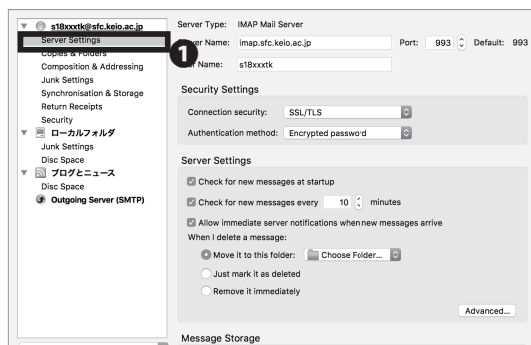 s18xxxtk@sfc.keio.ac.jp
Server Settings
Copies & Folders
Composition & Addressing
Junk Settings
Synchronisation & Storage
Return Receipts
Security
ローカルフォルダ
Junk Settings
Disc Space
ブログとニュース
Disc Space
Outgoing Server (SMTP)
1
Server Type: IMAP Mail Server
Name: imap.sfc.keio.ac.jp Port: 993 Default: 993
Name: s18xxxtk
Security Settings
Connection security: SSL/TLS
Authentication method: Encrypted password
Server Settings
Check for new messages at startup
Check for new messages every 10 minutes
Allow immediate server notifications when new messages arrive
When I delete a message:
Move it to this folder: Choose Folder...
Just mark it as deleted
Remove it immediately
Advanced...
Message Storage